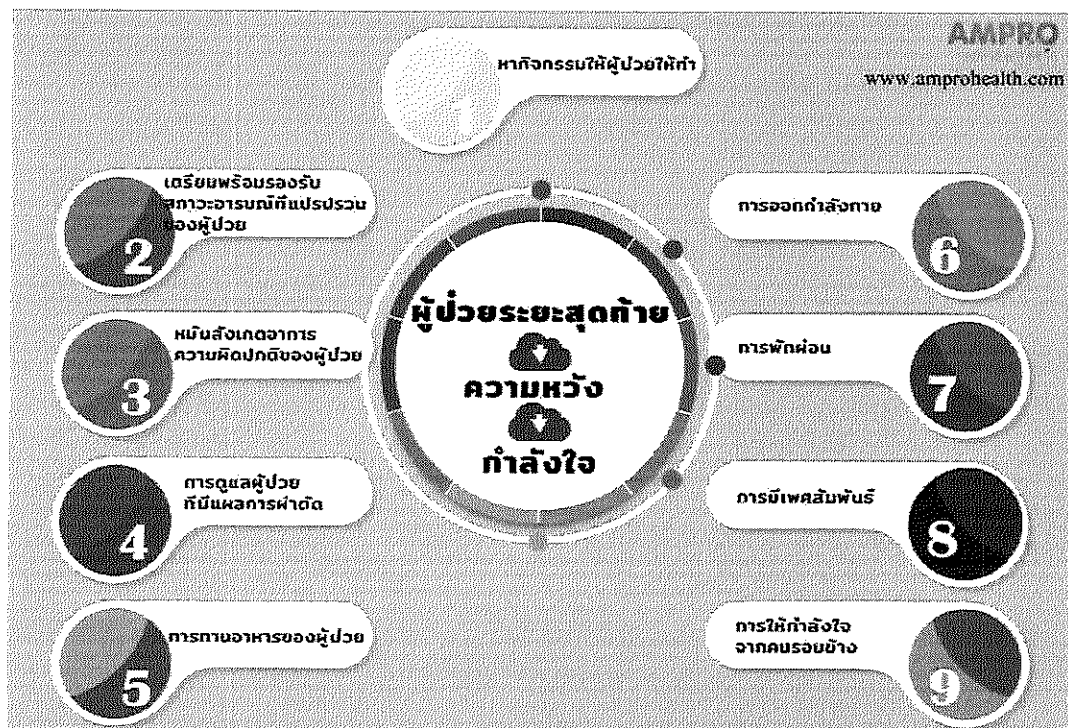 AMPRO
www.amprohealth.com
1
หากิจกรรมให้ผู้ป่วยให้ทำ
2
เตรียมพร้อมรองรับ
สภาวะอารมณ์ที่แปรปรวน
ของผู้ป่วย
3
หมั่นสังเกตอาการ
ความผิดปกติของผู้ป่วย
4
การดูแลผู้ป่วย
ที่มีแผลการผ่าตัด
5
การทานอาหารของผู้ป่วย
ผู้ป่วยระยะสุดท้าย
ความหวัง
กำลังใจ
6
การออกกำลังกาย
7
การพักผ่อน
8
การมีเพศสัมพันธ์
9
การให้กำลังใจ
จากคนรอบข้าง